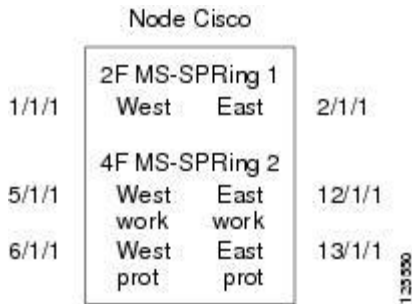 Node Cisco
2F MS-SPRing 1
1/1/1 West East 2/1/1
4F MS-SPRing 2
5/1/1 West East 12/1/1
work work
6/1/1 West East 13/1/1
prot prot